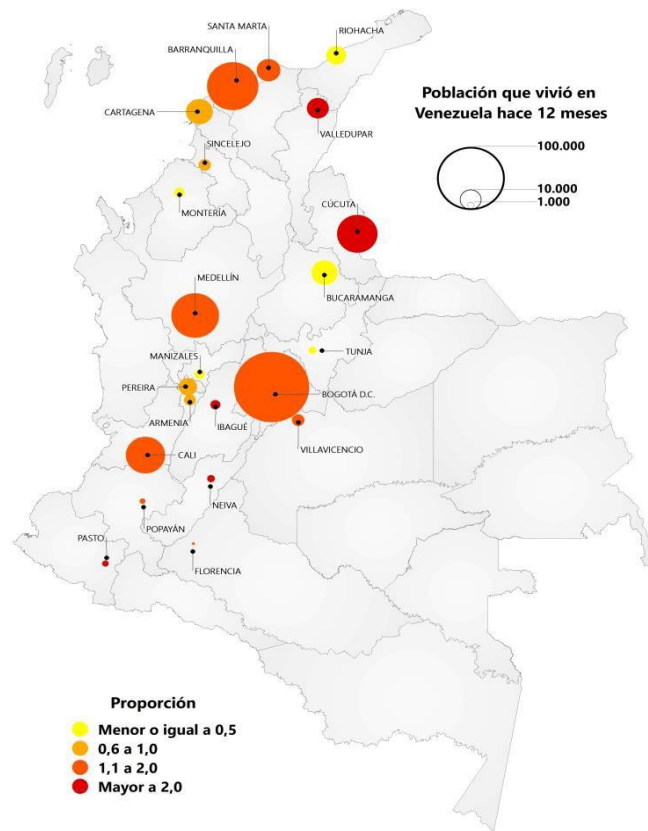 SANTA MARTA
RIOHACHA
BARRANQUILLA
CARTAGENA
VALLEDUPAR
SINCELEJO
MONTERÍA
CÚCUTA
BUCARAMANGA
MEDELLÍN
MANIZALES
TUNJA
PEREIRA
BOGOTÁ D.C.
ARMENIA
IBAGUÉ
VILLAVICENCIO
CALI
NEIVA
POPAYÁN
PASTO
FLORENCIA
Población que vivió en
Venezuela hace 12 meses
100.000
10.000
1.000
Proporción
Menor o igual a 0,5
0,6 a 1,0
1,1 a 2,0
Mayor a 2,0